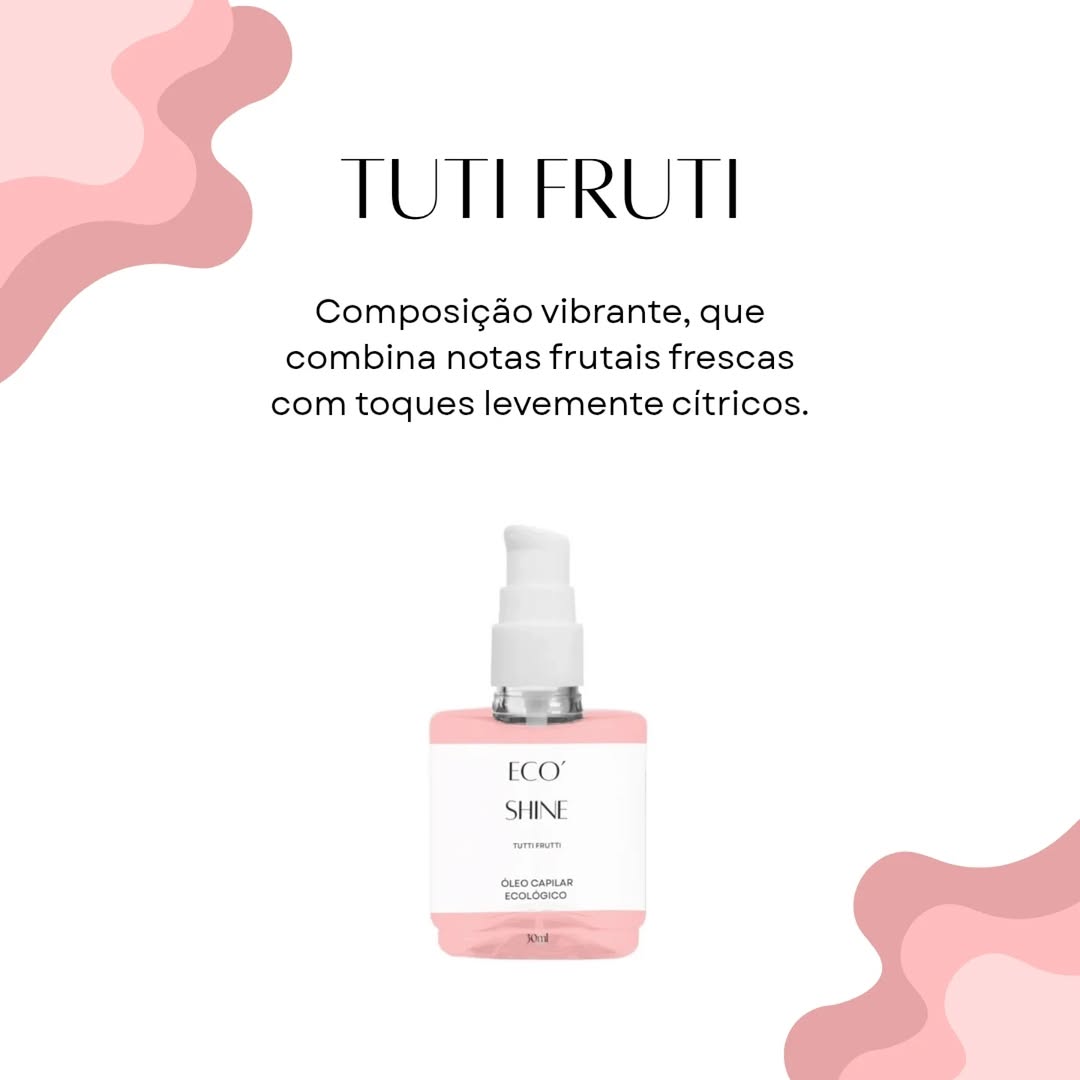 TUTI FRUTI
Composição vibrante, que
combina notas frutais frescas
com toques levemente cítricos.
ECO´
SHINE
TUTTI FRUTTI
ÓLEO CAPILAR
ECOLÓGICO
30ml